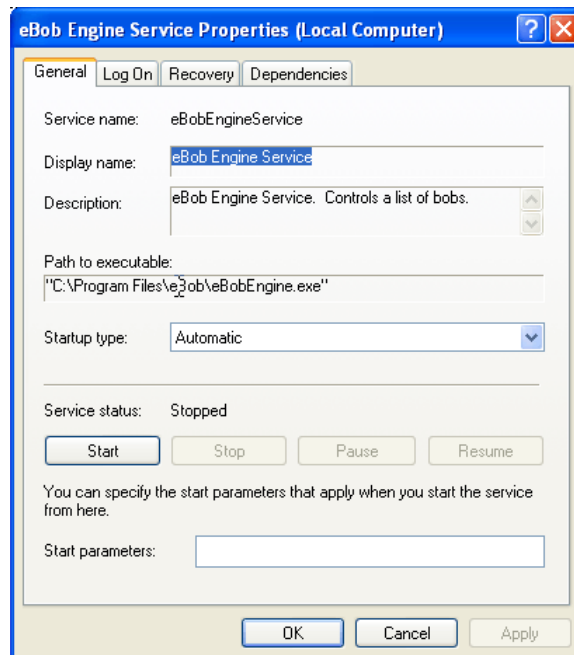 eBob Engine Service Properties (Local Computer)
General Log On Recovery Dependencies
Service name: eBobEngineService
Display name: eBob Engine Service
Description: eBob Engine Service. Controls a list of bobs.
Path to executable:
"C:\Program Files\eBob\eBobEngine.exe"
Startup type: Automatic
Service status: Stopped
Start Stop Pause Resume
You can specify the start parameters that apply when you start the service
from here.
Start parameters:
OK Cancel Apply